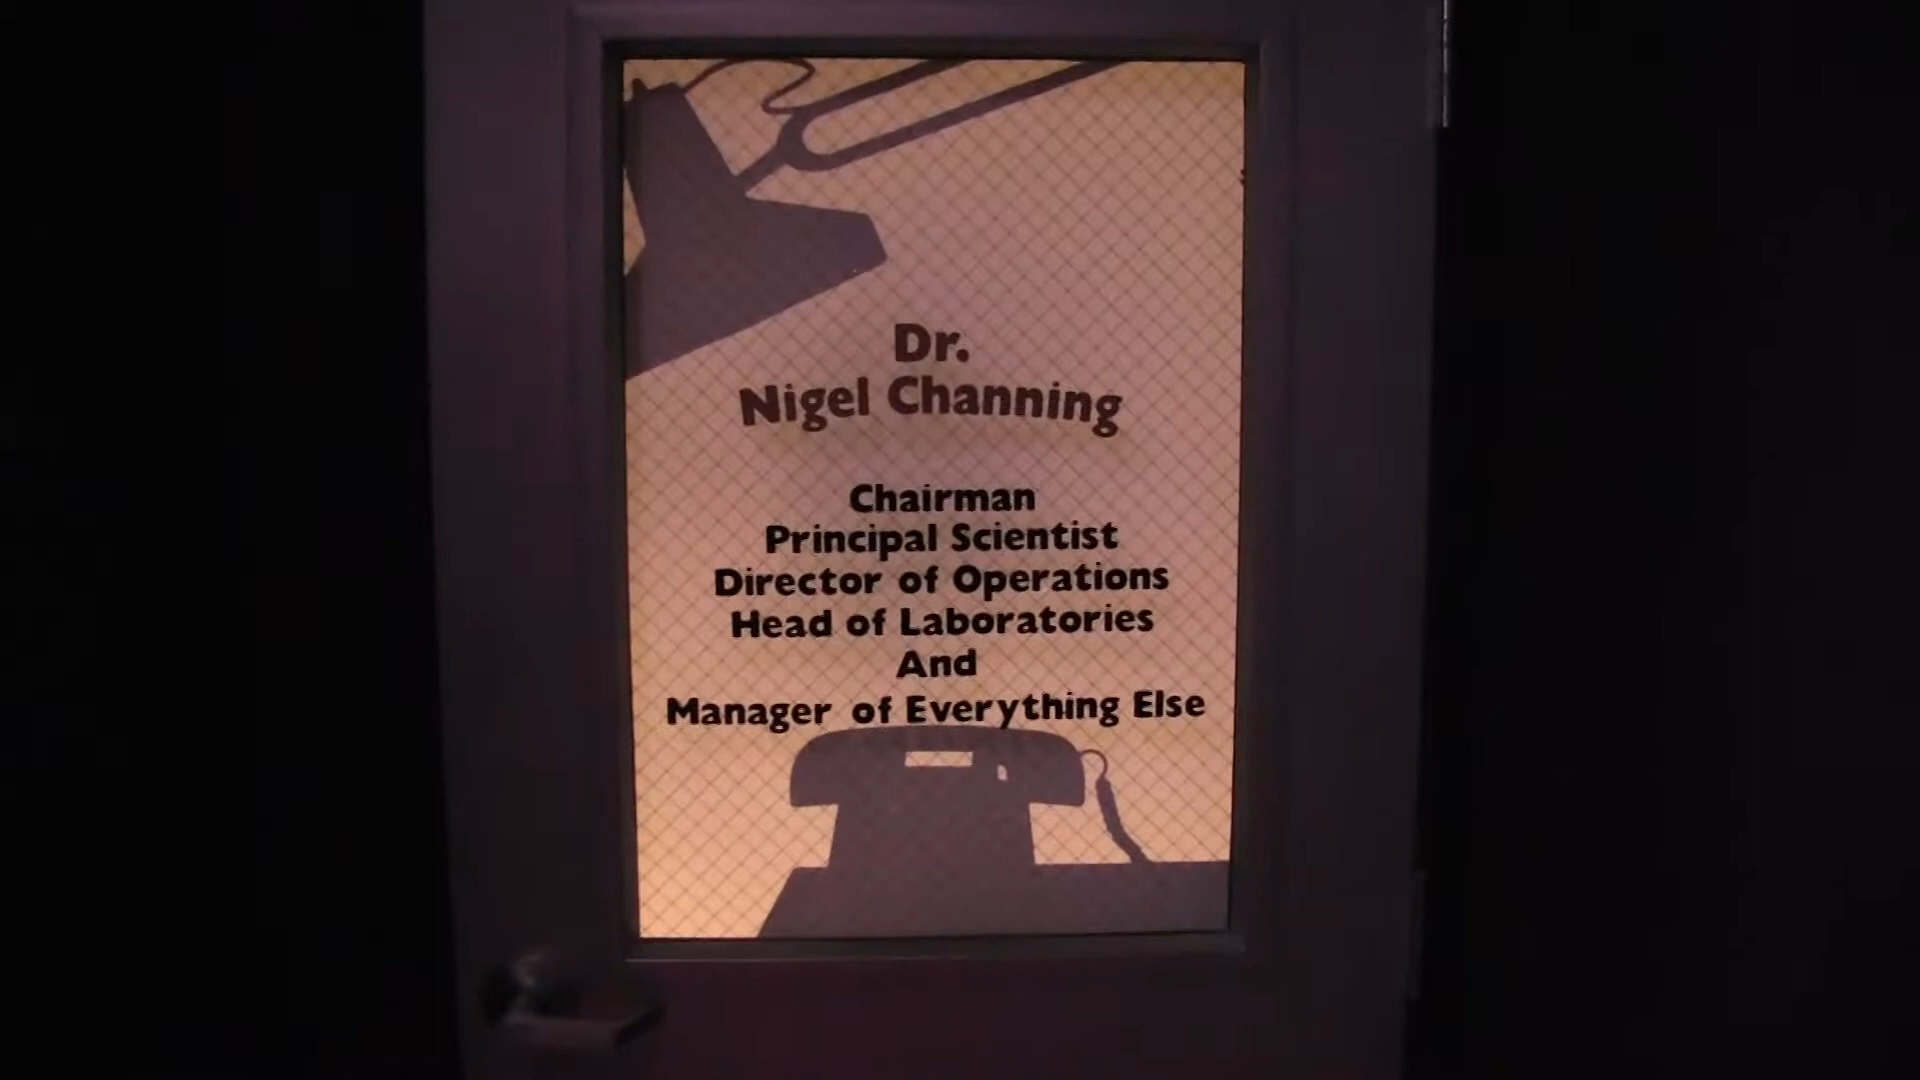 Dr.
Nigel Channing
Chairman
Principal Scientist
Director of Operations
Head of Laboratories
And
Manager of Everything Else